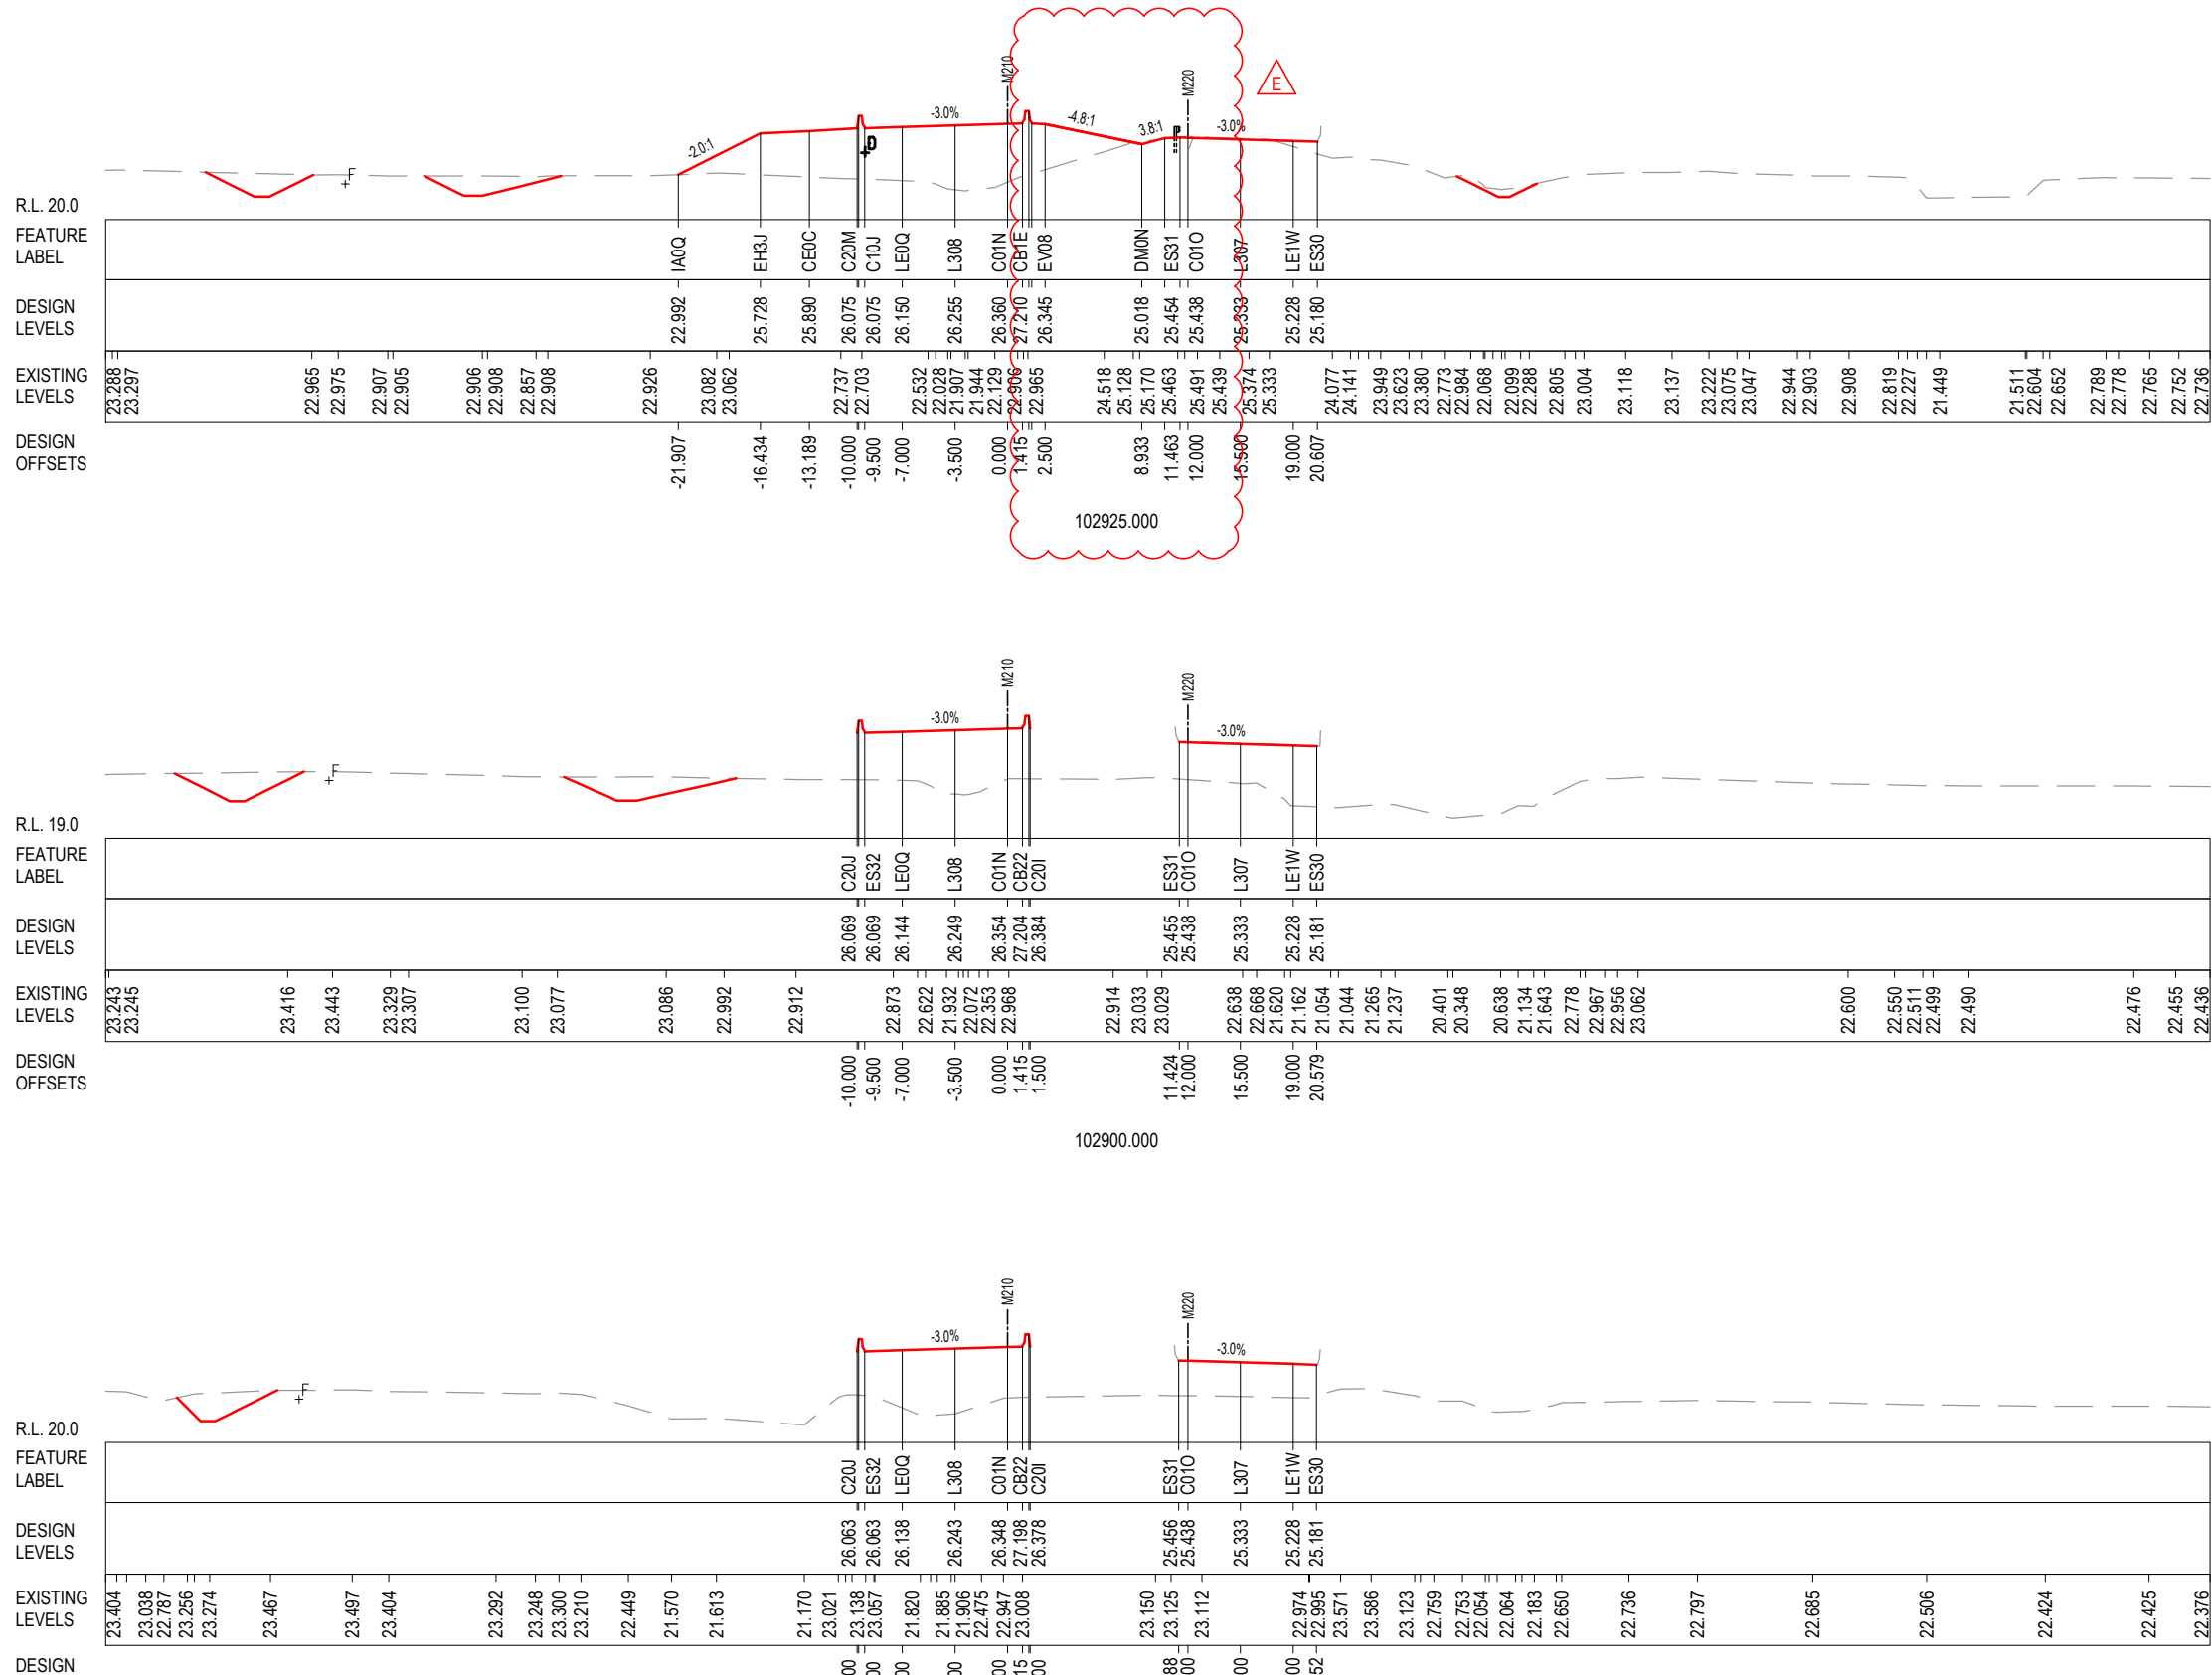 M210
M220
E
-2.0:1
-3.0%
-4.8:1
3.8:1
-3.0%
F
D
P
R.L. 20.0
FEATURE LABEL IA0Q EH3J CE0C C20M C10J LE0Q L308 C01N CB1E EV08 DM0N ES31 C01O L307 LE1W ES30
DESIGN LEVELS 22.992 25.728 25.890 26.075 26.075 26.150 26.255 26.360 27.210 26.345 25.018 25.454 25.438 25.333 25.228 25.180
EXISTING LEVELS 23.288 23.297 22.965 22.975 22.907 22.905 22.906 22.908 22.857 22.908 22.926 23.082 23.062 22.737 22.703 22.532 22.028 21.907 21.944 22.129 22.906 22.965 24.518 25.128 25.170 25.463 25.491 25.439 25.374 25.333 24.077 24.141 23.949 23.623 23.380 22.773 22.984 22.068 22.099 22.288 22.805 23.004 23.118 23.137 23.222 23.075 23.047 22.944 22.903 22.908 22.819 22.227 21.449 21.511 22.604 22.652 22.789 22.778 22.765 22.752 22.736
DESIGN OFFSETS -21.907 -16.434 -13.189 -10.000 -9.500 -7.000 -3.500 0.000 1.415 2.500 8.933 11.463 12.000 15.500 19.000 20.607
102925.000
M210
M220
-3.0%
-3.0%
F
R.L. 19.0
FEATURE LABEL C20J ES32 LE0Q L308 C01N CB22 C20I ES31 C01O L307 LE1W ES30
DESIGN LEVELS 26.069 26.069 26.144 26.249 26.354 27.204 26.384 25.455 25.438 25.333 25.228 25.181
EXISTING LEVELS 23.243 23.245 23.416 23.443 23.329 23.307 23.100 23.077 23.086 22.992 22.912 22.873 22.622 21.932 22.072 22.353 22.968 22.914 23.033 23.029 22.638 22.668 21.620 21.162 21.054 21.044 21.265 21.237 20.401 20.348 20.638 21.134 21.643 22.778 22.967 22.956 23.062 22.600 22.550 22.511 22.499 22.490 22.476 22.455 22.436
DESIGN OFFSETS -10.000 -9.500 -7.000 -3.500 0.000 1.415 1.500 11.424 12.000 15.500 19.000 20.579
102900.000
M210
M220
-3.0%
-3.0%
F
R.L. 20.0
FEATURE LABEL C20J ES32 LE0Q L308 C01N CB22 C20I ES31 C01O L307 LE1W ES30
DESIGN LEVELS 26.063 26.063 26.138 26.243 26.348 27.198 26.378 25.456 25.438 25.333 25.228 25.181
EXISTING LEVELS 23.404 23.038 22.787 23.256 23.274 23.467 23.497 23.404 23.292 23.248 23.300 23.210 22.449 21.570 21.613 21.170 23.021 23.138 23.057 21.820 21.885 21.906 22.475 22.947 23.008 23.150 23.125 23.112 22.974 22.995 23.571 23.586 23.123 22.759 22.753 22.054 22.064 22.183 22.650 22.736 22.797 22.685 22.506 22.424 22.425 22.376
DESIGN 00 00 00 00 00 15 00 88 00 00 00 52